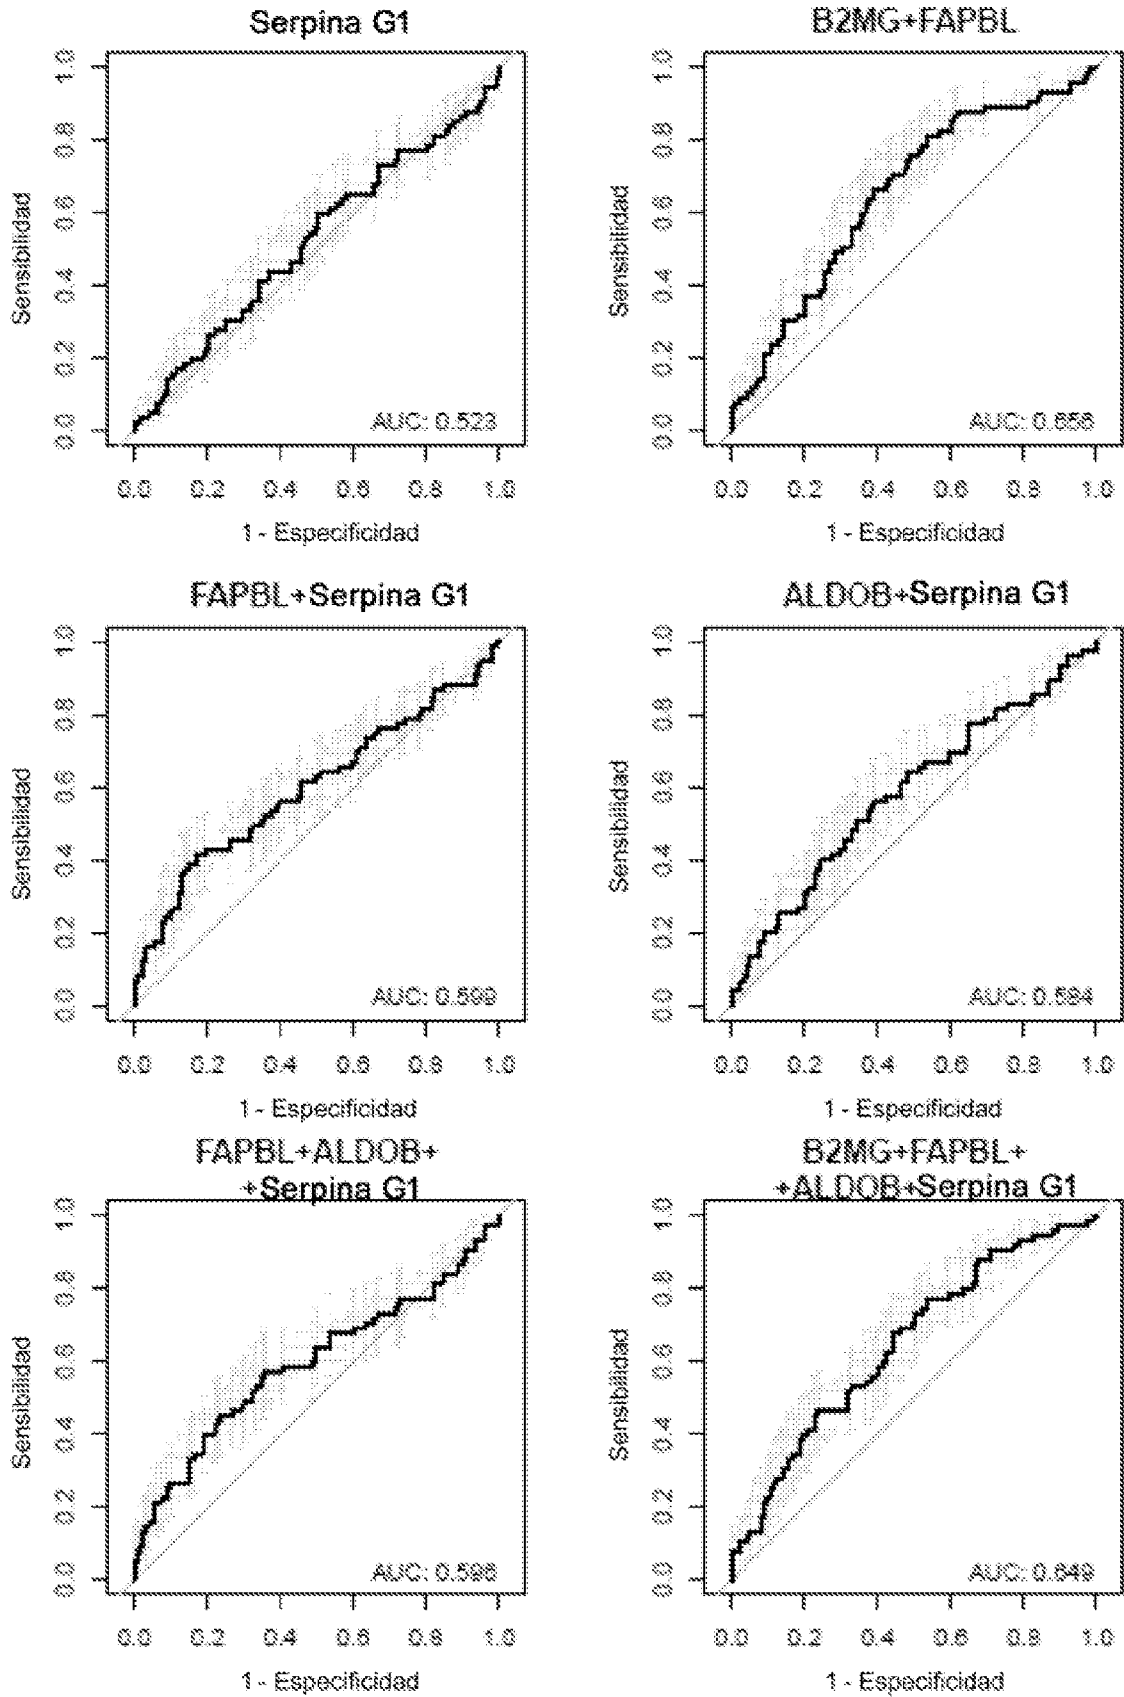 Serpina G1
Sensibilidad
0.0 0.2 0.4 0.6 0.8 1.0
AUC: 0.523
0.0 0.2 0.4 0.6 0.8 1.0
1 - Especificidad
B2MG+FAPBL
Sensibilidad
0.0 0.2 0.4 0.6 0.8 1.0
AUC: 0.656
0.0 0.2 0.4 0.6 0.8 1.0
1 - Especificidad
FAPBL+Serpina G1
Sensibilidad
0.0 0.2 0.4 0.6 0.8 1.0
AUC: 0.599
0.0 0.2 0.4 0.6 0.8 1.0
1 - Especificidad
ALDOB+Serpina G1
Sensibilidad
0.0 0.2 0.4 0.6 0.8 1.0
AUC: 0.584
0.0 0.2 0.4 0.6 0.8 1.0
1 - Especificidad
FAPBL+ALDOB+
+Serpina G1
Sensibilidad
0.0 0.2 0.4 0.6 0.8 1.0
AUC: 0.596
0.0 0.2 0.4 0.6 0.8 1.0
1 - Especificidad
B2MG+FAPBL+
+ALDOB+Serpina G1
Sensibilidad
0.0 0.2 0.4 0.6 0.8 1.0
AUC: 0.649
0.0 0.2 0.4 0.6 0.8 1.0
1 - Especificidad